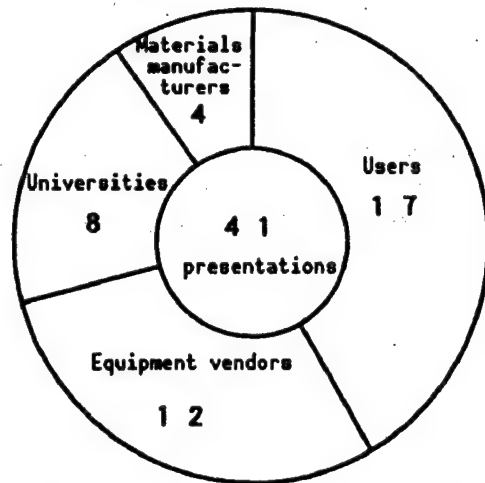 Materials
manufac-
turers
4
Users
1 7
Universities
8
4 1
presentations
Equipment vendors
1 2